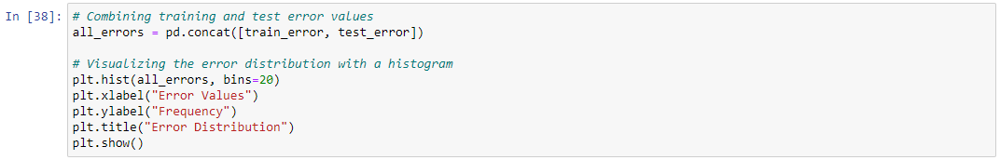 In [38]: # Combining training and test error values
all_errors = pd.concat([train_error, test_error])

# Visualizing the error distribution with a histogram
plt.hist(all_errors, bins=20)
plt.xlabel("Error Values")
plt.ylabel("Frequency")
plt.title("Error Distribution")
plt.show()